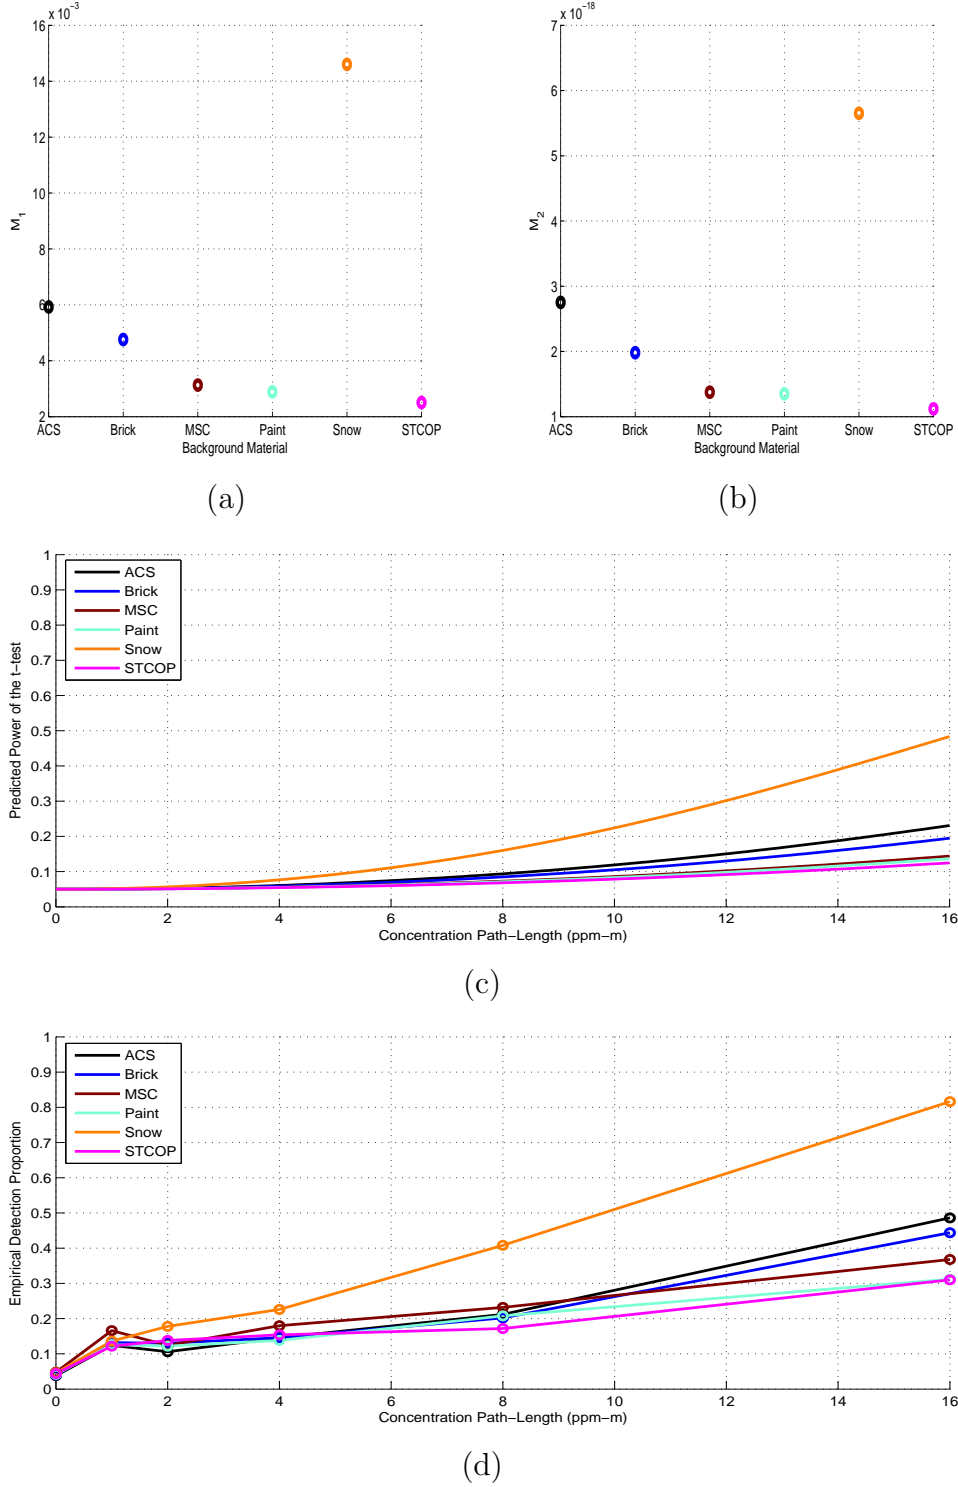 x 10⁻³
16
14
12
10
8
6
4
2
M₁
ACS Brick MSC Paint Snow STCOP
Background Material
(a)
x 10⁻¹⁸
7
6
5
4
3
2
1
M₂
ACS Brick MSC Paint Snow STCOP
Background Material
(b)
1
0.9
0.8
0.7
0.6
0.5
0.4
0.3
0.2
0.1
0
Predicted Power of the t−test
ACS
Brick
MSC
Paint
Snow
STCOP
0 2 4 6 8 10 12 14 16
Concentration Path−Length (ppm−m)
(c)
1
0.9
0.8
0.7
0.6
0.5
0.4
0.3
0.2
0.1
0
Empirical Detection Proportion
ACS
Brick
MSC
Paint
Snow
STCOP
0 2 4 6 8 10 12 14 16
Concentration Path−Length (ppm−m)
(d)